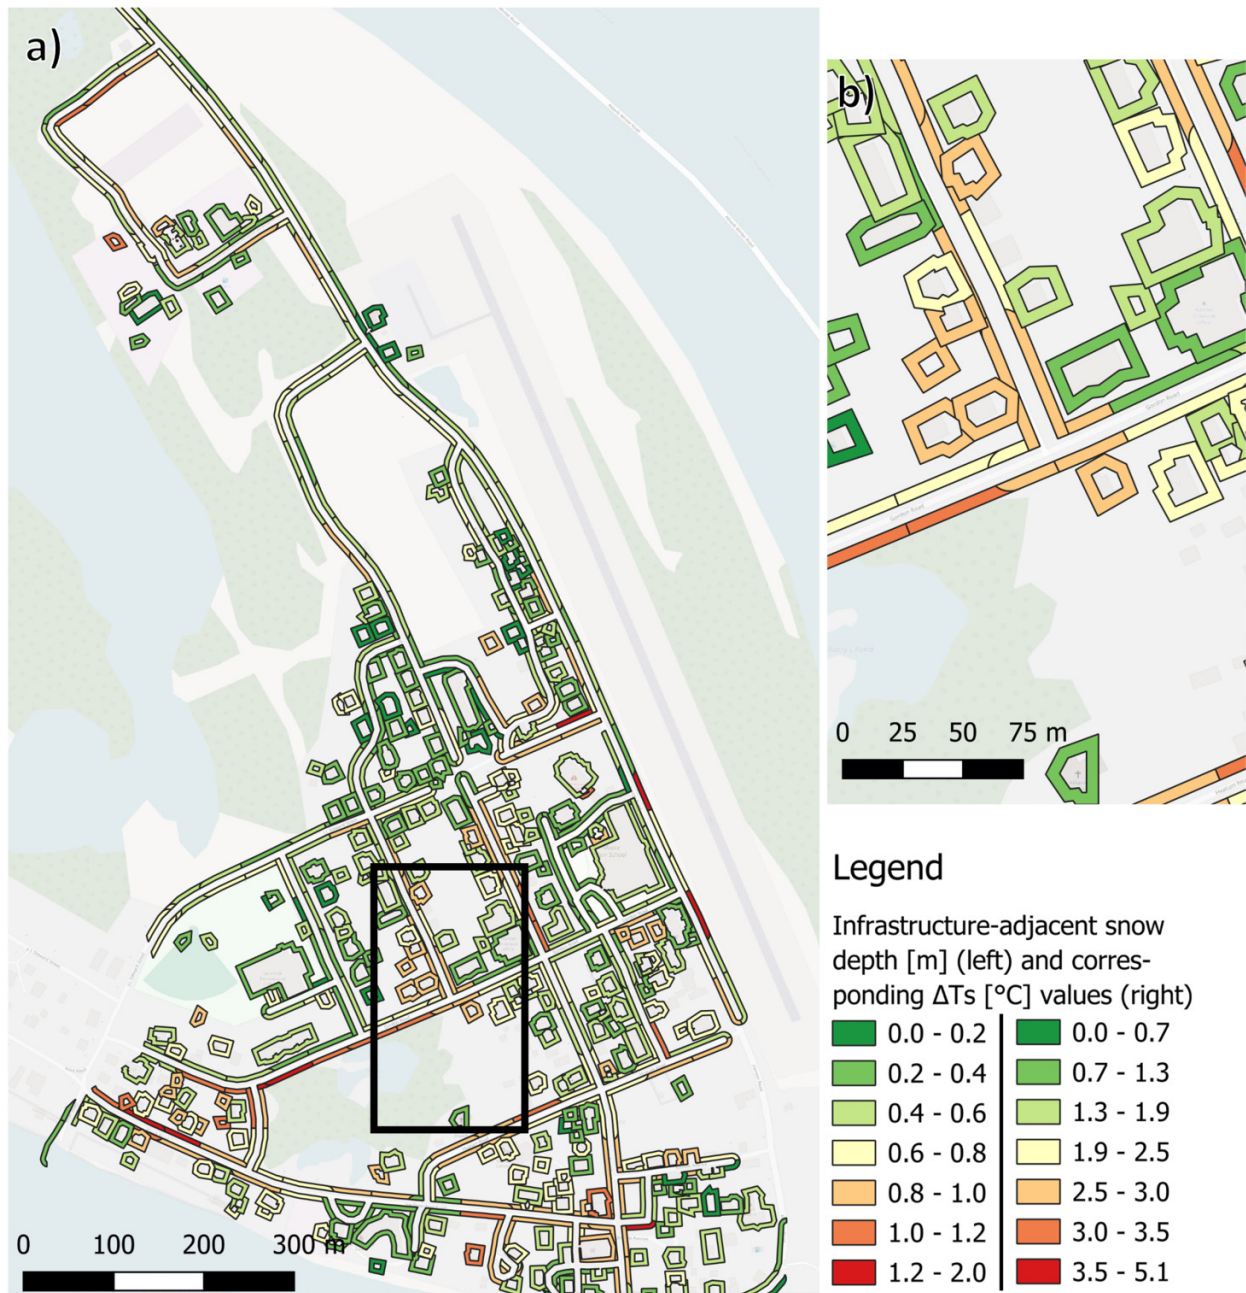 a)
b)
Gordon Road
Gordon Road
0 25 50 75 m
Legend
Infrastructure-adjacent snow
depth [m] (left) and corres-
ponding ΔTs [°C] values (right)
0.0 - 0.2 0.0 - 0.7
0.2 - 0.4 0.7 - 1.3
0.4 - 0.6 1.3 - 1.9
0.6 - 0.8 1.9 - 2.5
0.8 - 1.0 2.5 - 3.0
1.0 - 1.2 3.0 - 3.5
1.2 - 2.0 3.5 - 5.1
0 100 200 300 m